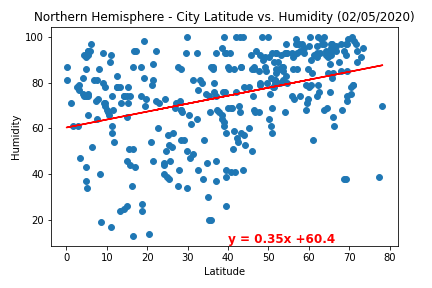 Northern Hemisphere - City Latitude vs. Humidity (02/05/2020)
100
80
60
40
20
Humidity
y = 0.35x +60.4
0 10 20 30 40 50 60 70 80
Latitude